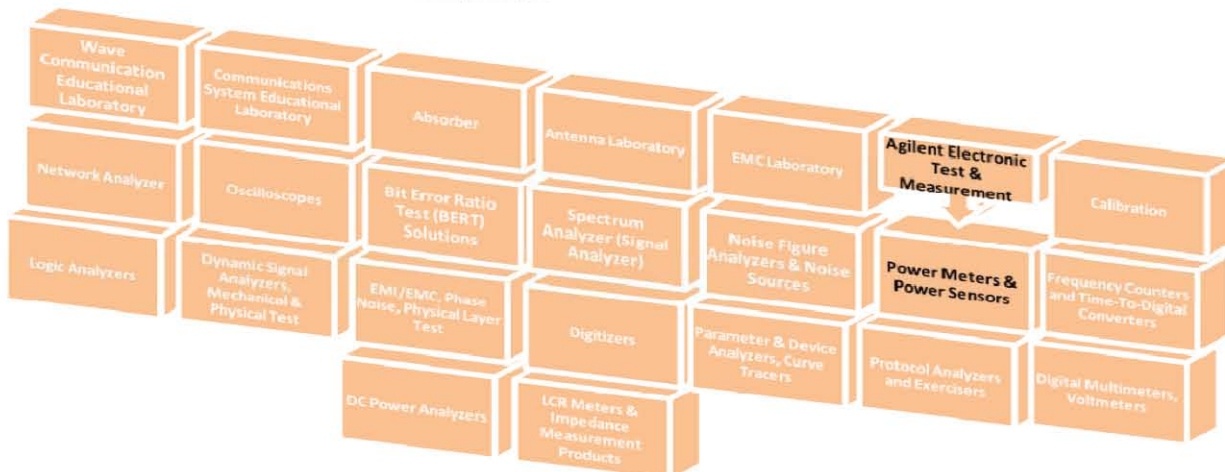 Wave
Communication
Educational
Laboratory
Communications
System Educational
Laboratory
Absorber
Antenna Laboratory
EMC Laboratory
Agilent Electronic
Test &
Measurement
Calibration
Network Analyzer
Oscilloscopes
Bit Error Ratio
Test (BERT)
Solutions
Spectrum
Analyzer (Signal
Analyzer)
Noise Figure
Analyzers & Noise
Sources
Power Meters &
Power Sensors
Frequency Counters
and Time-To-Digital
Converters
Logic Analyzers
Dynamic Signal
Analyzers,
Mechanical &
Physical Test
EMI/EMC, Phase
Noise, Physical Layer
Test
Digitizers
Parameter & Device
Analyzers, Curve
Tracers
Protocol Analyzers
and Exercisers
Digital Multimeters,
Voltmeters
DC Power Analyzers
LCR Meters &
Impedance
Measurement
Products